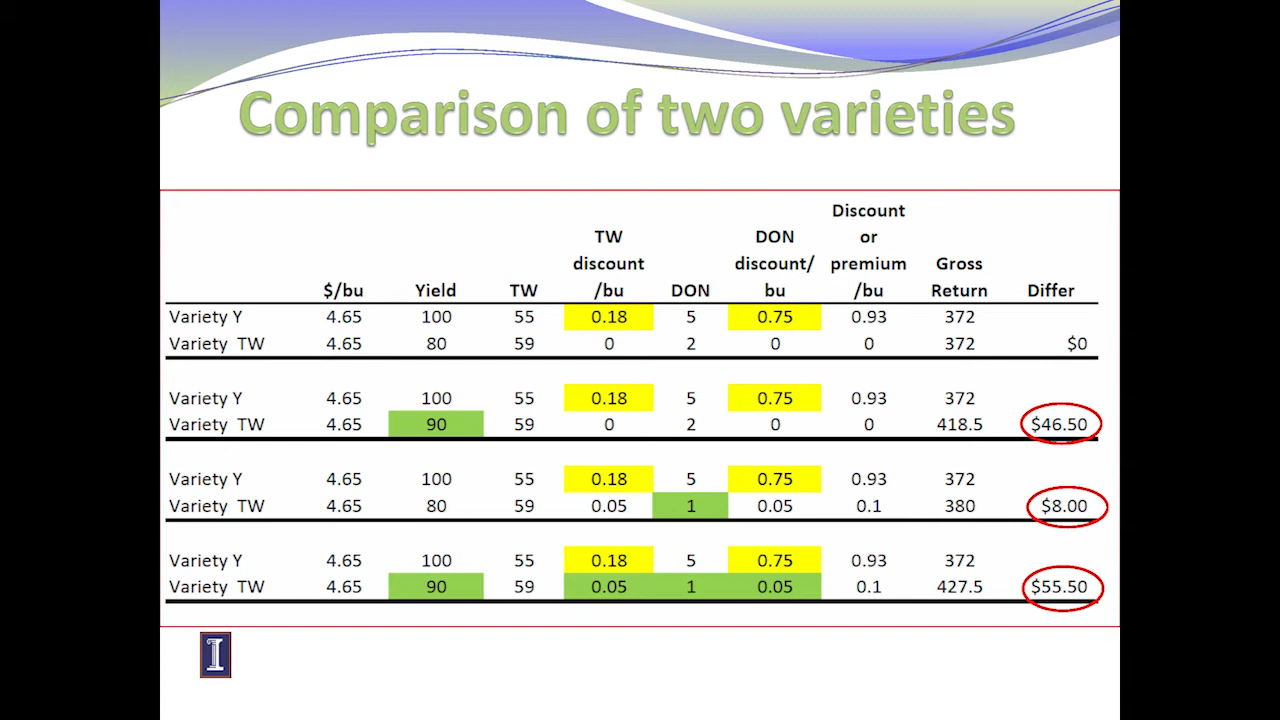 Comparison of two varieties
Discount
TW DON or
discount discount/ premium Gross
$/bu Yield TW /bu DON bu /bu Return Differ
Variety Y 4.65 100 55 0.18 5 0.75 0.93 372
Variety TW 4.65 80 59 0 2 0 0 372 $0
Variety Y 4.65 100 55 0.18 5 0.75 0.93 372
Variety TW 4.65 90 59 0 2 0 0 418.5 $46.50
Variety Y 4.65 100 55 0.18 5 0.75 0.93 372
Variety TW 4.65 80 59 0.05 1 0.05 0.1 380 $8.00
Variety Y 4.65 100 55 0.18 5 0.75 0.93 372
Variety TW 4.65 90 59 0.05 1 0.05 0.1 427.5 $55.50
I